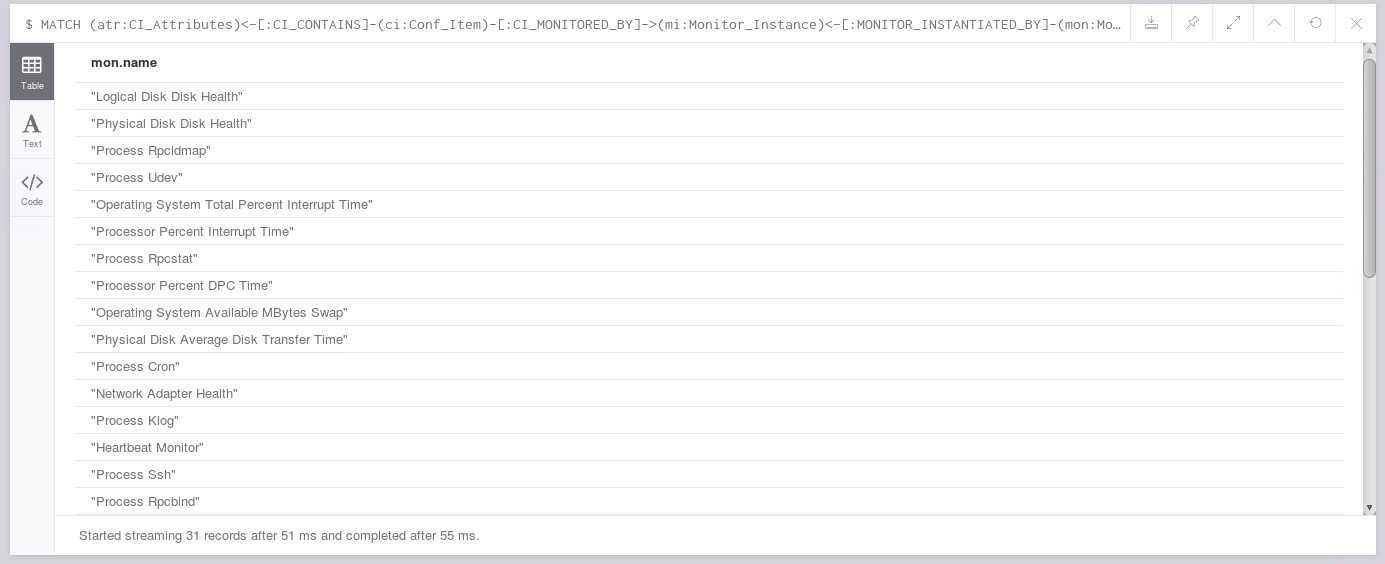 $ MATCH (atr:CI_Attributes)<-[:CI_CONTAINS]-(ci:Conf_Item)-[:CI_MONITORED_BY]->(mi:Monitor_Instance)<-[:MONITOR_INSTANTIATED_BY]-(mon:Mo…
Table
Text
Code
mon.name
"Logical Disk Disk Health"
"Physical Disk Disk Health"
"Process Rpcidmap"
"Process Udev"
"Operating System Total Percent Interrupt Time"
"Processor Percent Interrupt Time"
"Process Rpcstat"
"Processor Percent DPC Time"
"Operating System Available MBytes Swap"
"Physical Disk Average Disk Transfer Time"
"Process Cron"
"Network Adapter Health"
"Process Klog"
"Heartbeat Monitor"
"Process Ssh"
"Process Rpcbind"
Started streaming 31 records after 51 ms and completed after 55 ms.